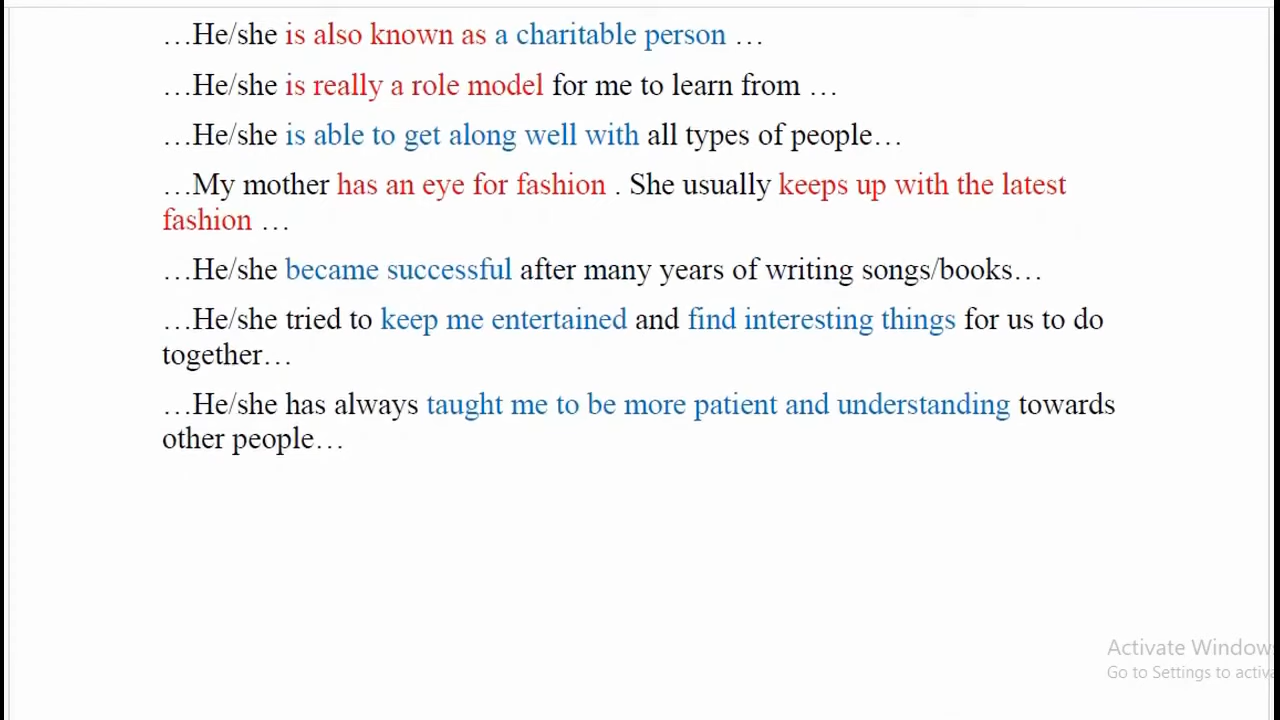 …He/she is also known as a charitable person …
…He/she is really a role model for me to learn from …
…He/she is able to get along well with all types of people…
…My mother has an eye for fashion . She usually keeps up with the latest
fashion …
…He/she became successful after many years of writing songs/books…
…He/she tried to keep me entertained and find interesting things for us to do
together…
…He/she has always taught me to be more patient and understanding towards
other people…
Activate Windows
Go to Settings to activa